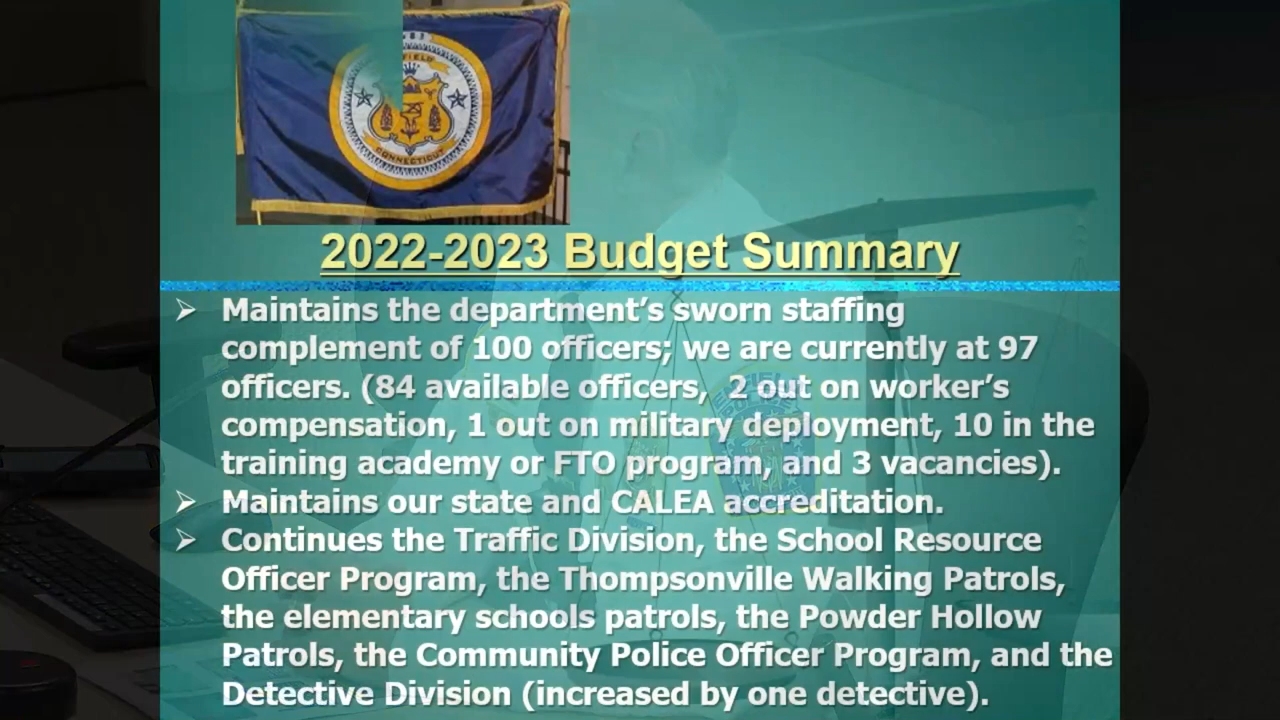 FIELD
CONNECTICUT
2022-2023 Budget Summary
➢ Maintains the department's sworn staffing
complement of 100 officers; we are currently at 97
officers. (84 available officers, 2 out on worker's
compensation, 1 out on military deployment, 10 in the
training academy or FTO program, and 3 vacancies).
➢ Maintains our state and CALEA accreditation.
➢ Continues the Traffic Division, the School Resource
Officer Program, the Thompsonville Walking Patrols,
the elementary schools patrols, the Powder Hollow
Patrols, the Community Police Officer Program, and the
Detective Division (increased by one detective).